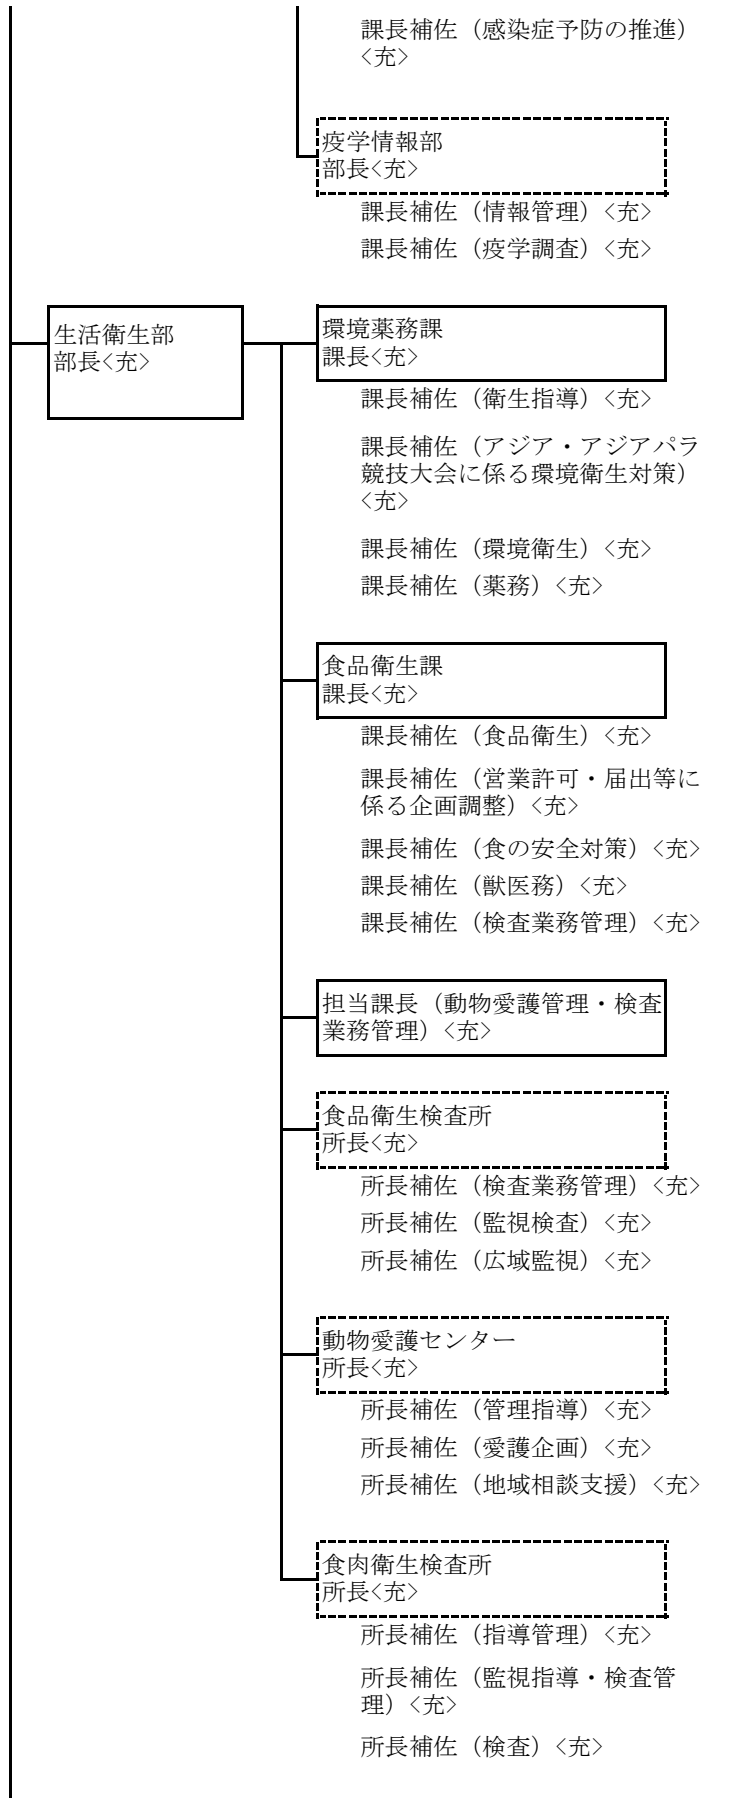 課長補佐（感染症予防の推進）
<充>
疫学情報部
部長<充>
課長補佐（情報管理）<充>
課長補佐（疫学調査）<充>
生活衛生部
部長<充>
環境薬務課
課長<充>
課長補佐（衛生指導）<充>
課長補佐（アジア・アジアパラ
競技大会に係る環境衛生対策）
<充>
課長補佐（環境衛生）<充>
課長補佐（薬務）<充>
食品衛生課
課長<充>
課長補佐（食品衛生）<充>
課長補佐（営業許可・届出等に
係る企画調整）<充>
課長補佐（食の安全対策）<充>
課長補佐（獣医務）<充>
課長補佐（検査業務管理）<充>
担当課長（動物愛護管理・検査
業務管理）<充>
食品衛生検査所
所長<充>
所長補佐（検査業務管理）<充>
所長補佐（監視検査）<充>
所長補佐（広域監視）<充>
動物愛護センター
所長<充>
所長補佐（管理指導）<充>
所長補佐（愛護企画）<充>
所長補佐（地域相談支援）<充>
食肉衛生検査所
所長<充>
所長補佐（指導管理）<充>
所長補佐（監視指導・検査管
理）<充>
所長補佐（検査）<充>